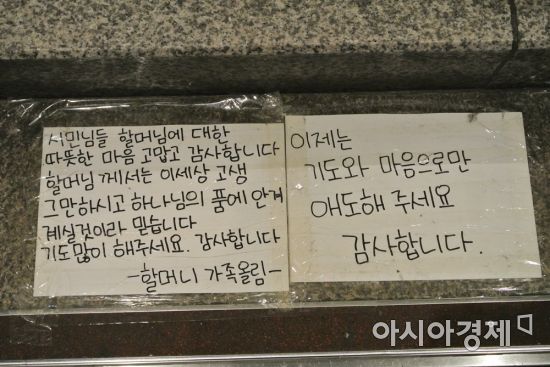 시민님들 할머님에 대한
따뜻한 마음 고맙고 감사합니다
할머님 께서는 이세상 고생
그만하시고 하나님의 품에 안겨
계실것이라 믿습니다
기도많이 해주세요. 감사합니다
-할머니 가족올림-
이제는
기도와 마음으로만
애도해 주세요
감사합니다.
아시아경제